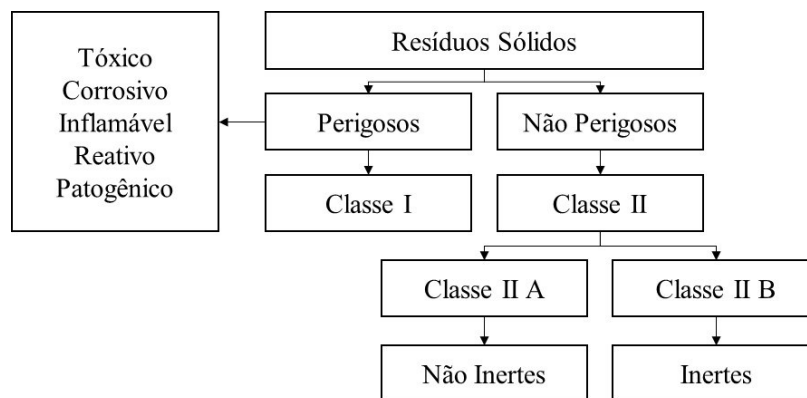 Resíduos Sólidos
Tóxico
Corrosivo
Inflamável
Reativo
Patogênico
Perigosos
Não Perigosos
Classe I
Classe II
Classe II A
Classe II B
Não Inertes
Inertes